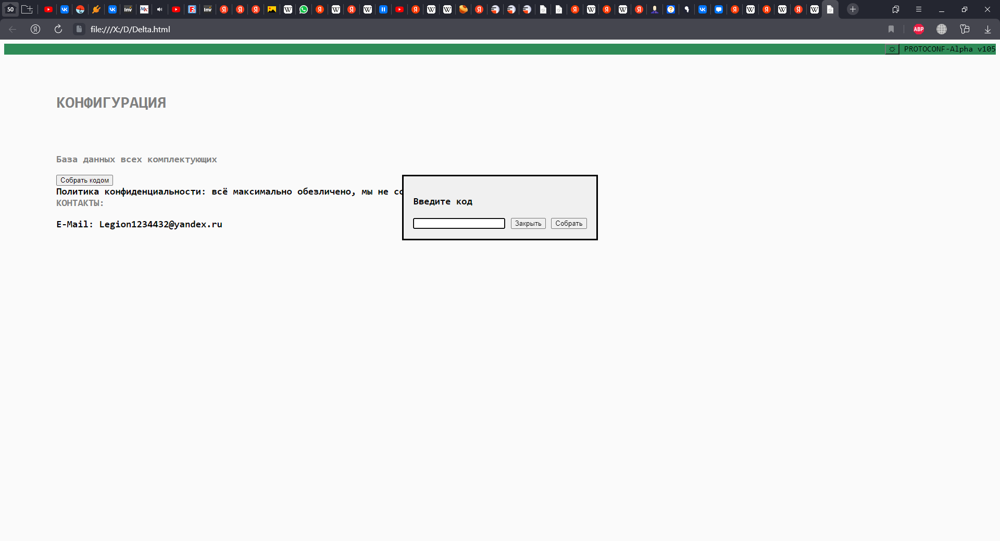 50
file:///X:/D/Delta.html
ABP
PROTOCONF-Alpha v105
КОНФИГУРАЦИЯ
База данных всех комплектующих
Собрать кодом
Политика конфиденциальности: всё максимально обезличено, мы не со
КОНТАКТЫ:
E-Mail: Legion1234432@yandex.ru
Введите код
Закрыть
Собрать